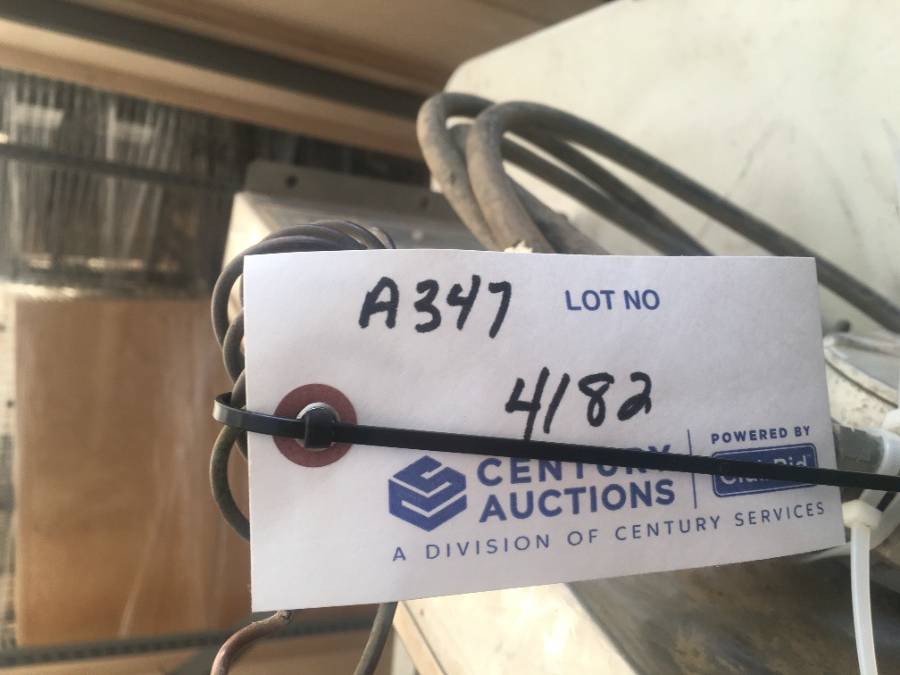 A347 LOT NO
4182
CENTURY
AUCTIONS
POWERED BY
A DIVISION OF CENTURY SERVICES